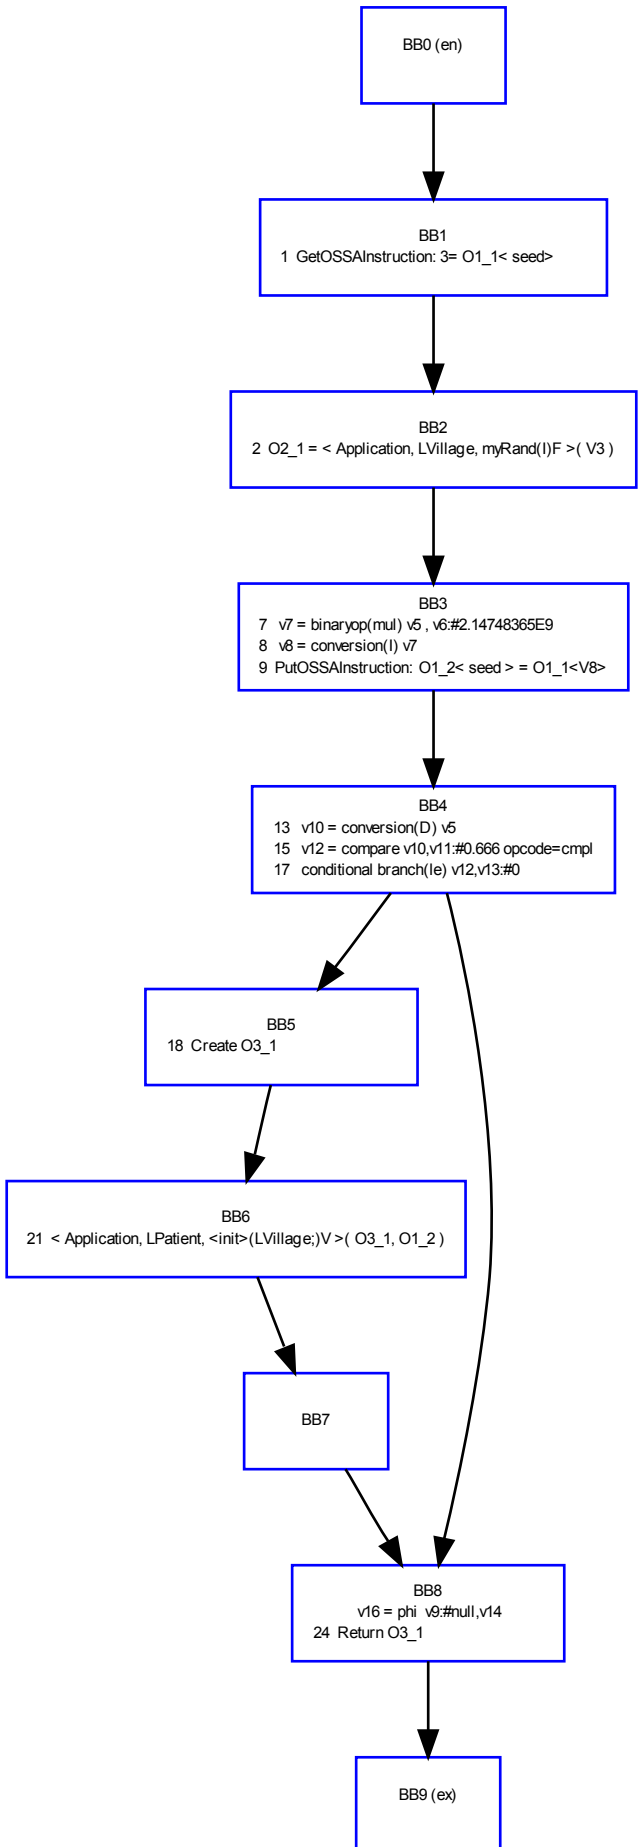 BB0 (en)
BB1
1 GetOSSAInstruction: 3= O1_1< seed>
BB2
2 O2_1 = < Application, LVillage, myRand(I)F >( V3 )
BB3
7 v7 = binaryop(mul) v5 , v6:#2.14748365E9
8 v8 = conversion(I) v7
9 PutOSSAInstruction: O1_2< seed > = O1_1<V8>
BB4
13 v10 = conversion(D) v5
15 v12 = compare v10,v11:#0.666 opcode=cmpl
17 conditional branch(le) v12,v13:#0
BB5
18 Create O3_1
BB6
21 < Application, LPatient, <init>(LVillage;)V >( O3_1, O1_2 )
BB7
BB8
v16 = phi v9:#null,v14
24 Return O3_1
BB9 (ex)